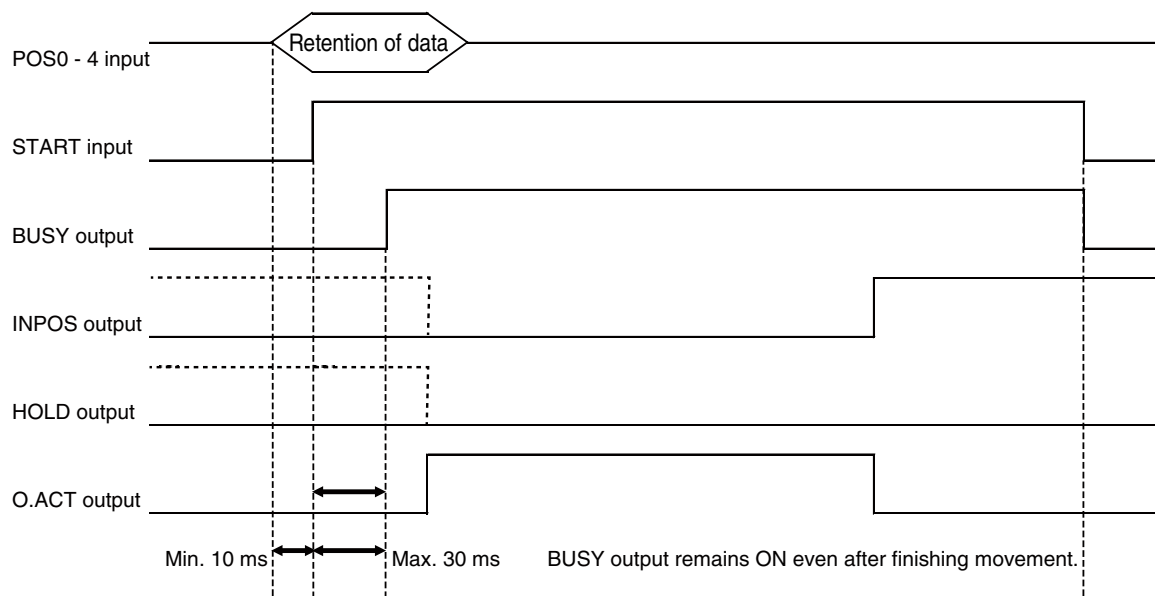 Retention of data
POS0 - 4 input
START input
BUSY output
INPOS output
HOLD output
O.ACT output
Min. 10 ms
Max. 30 ms
BUSY output remains ON even after finishing movement.